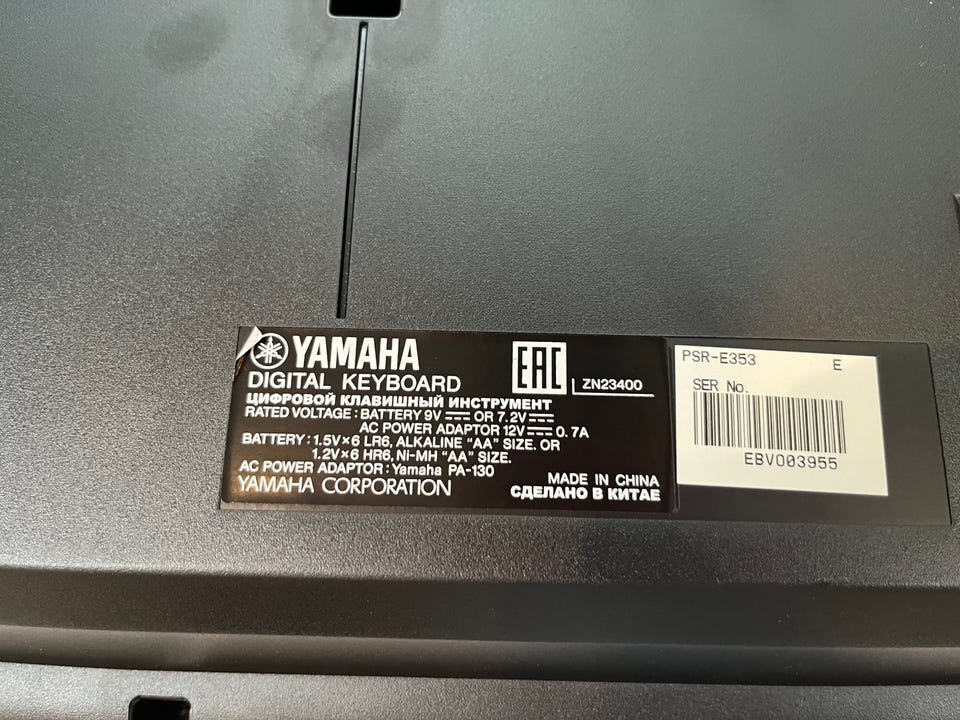 YAMAHA
DIGITAL KEYBOARD
EAC
ZN23400
ЦИФРОВОЙ КЛАВИШНЫЙ ИНСТРУМЕНТ
RATED VOLTAGE : BATTERY 9V ⎓ OR 7.2V ⎓
AC POWER ADAPTOR 12V ⎓ 0.7A
BATTERY : 1.5V×6 LR6, ALKALINE "AA" SIZE. OR
1.2V×6 HR6, Ni-MH "AA" SIZE.
AC POWER ADAPTOR : Yamaha PA-130
YAMAHA CORPORATION
MADE IN CHINA
СДЕЛАНО В КИТАЕ
PSR-E353 E
SER No.
EBVO03955